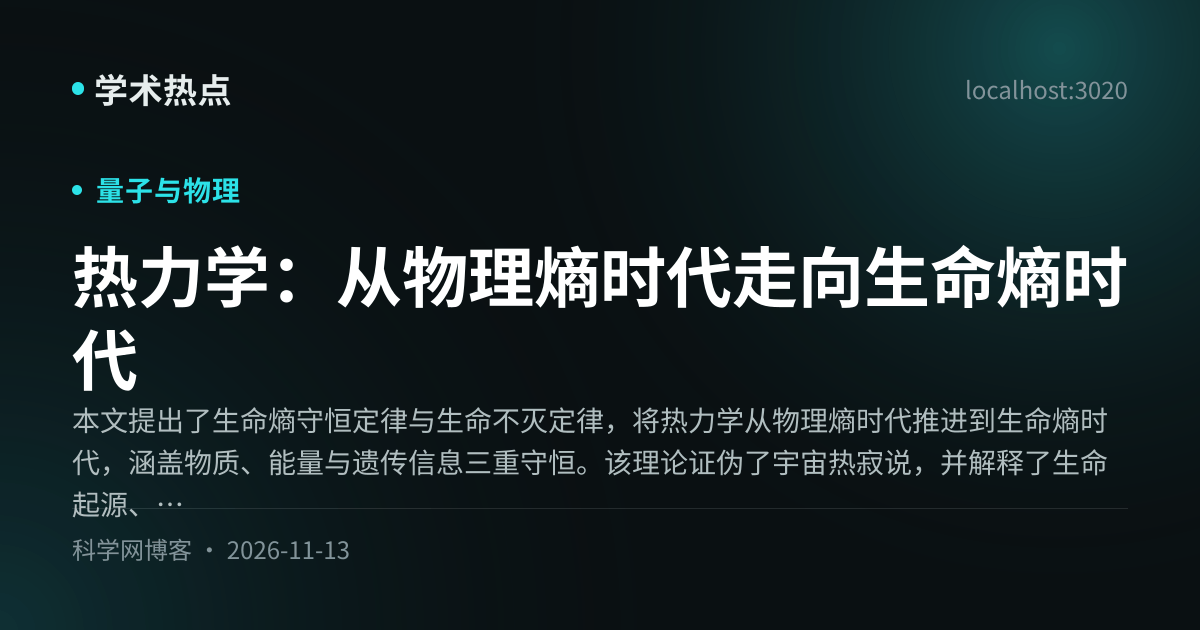 学术热点
localhost:3020
量子与物理
热力学：从物理熵时代走向生命熵时
代
本文提出了生命熵守恒定律与生命不灭定律，将热力学从物理熵时代推进到生命熵时
代，涵盖物质、能量与遗传信息三重守恒。该理论证伪了宇宙热寂说，并解释了生命
起源、…
科学网博客 • 2026-11-13